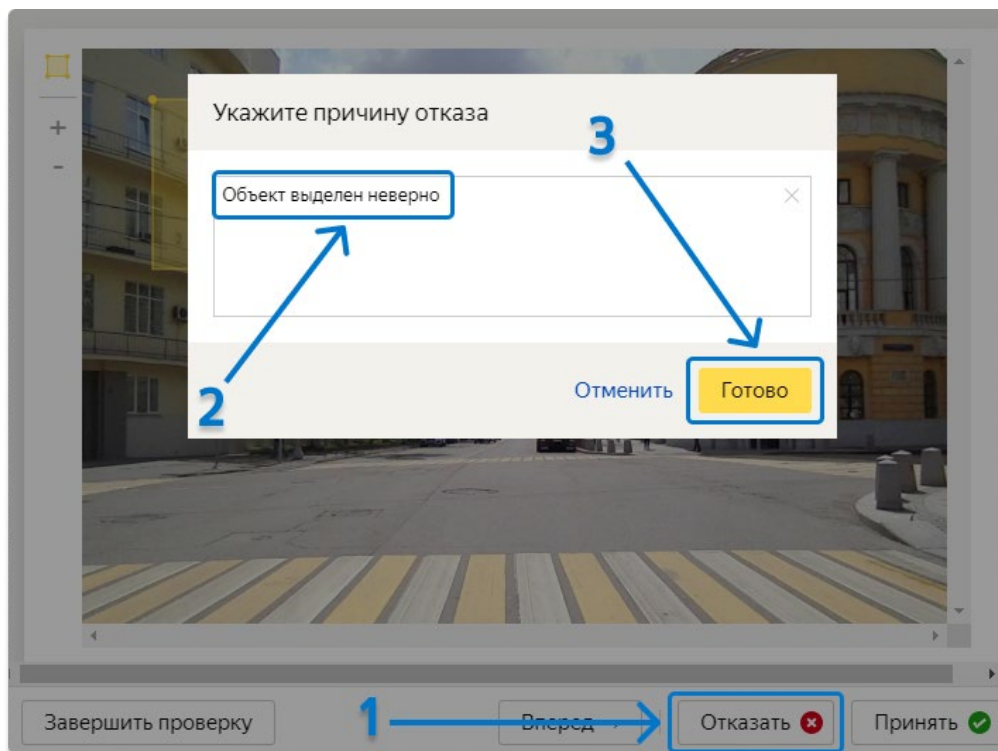 Укажите причину отказа
3
Объект выделен неверно
2
Отменить
Готово
Завершить проверку
1
Вперед
Отказать
Принять